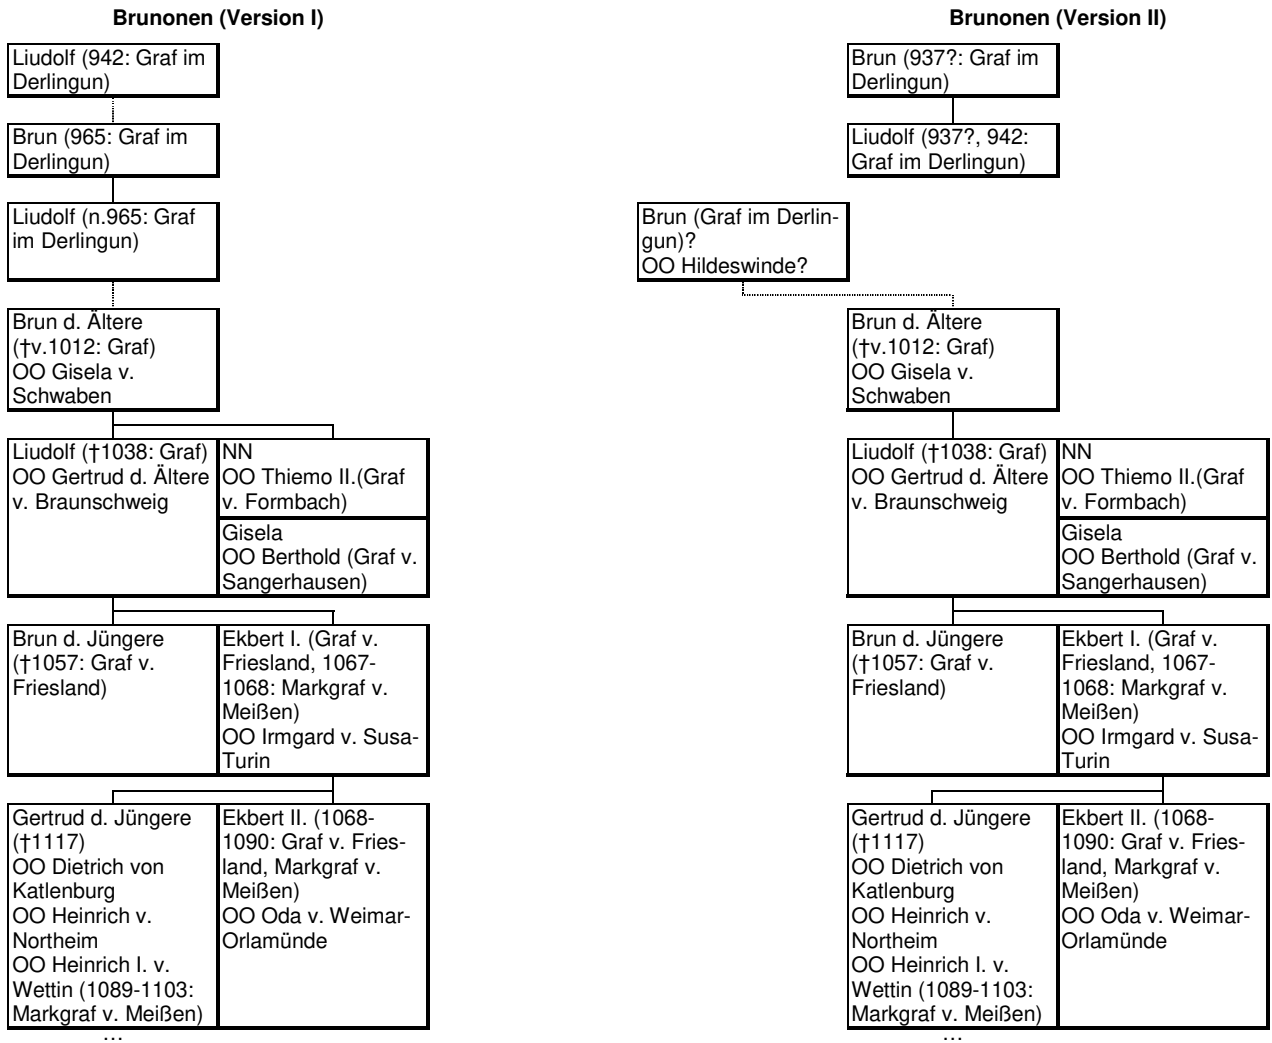 Brunonen (Version I)
Liudolf (942: Graf im
Derlingun)
Brun (965: Graf im
Derlingun)
Liudolf (n.965: Graf
im Derlingun)
Brun d. Ältere
(†v.1012: Graf)
OO Gisela v.
Schwaben
Liudolf (†1038: Graf)
OO Gertrud d. Ältere
v. Braunschweig
NN
OO Thiemo II.(Graf
v. Formbach)
Gisela
OO Berthold (Graf v.
Sangerhausen)
Brun d. Jüngere
(†1057: Graf v.
Friesland)
Ekbert I. (Graf v.
Friesland, 1067-
1068: Markgraf v.
Meißen)
OO Irmgard v. Susa-
Turin
Gertrud d. Jüngere
(†1117)
OO Dietrich von
Katlenburg
OO Heinrich v.
Northeim
OO Heinrich I. v.
Wettin (1089-1103:
Markgraf v. Meißen)
Ekbert II. (1068-
1090: Graf v. Fries-
land, Markgraf v.
Meißen)
OO Oda v. Weimar-
Orlamünde
...
Brunonen (Version II)
Brun (937?: Graf im
Derlingun)
Liudolf (937?, 942:
Graf im Derlingun)
Brun (Graf im Derlin-
gun)?
OO Hildeswinde?
Brun d. Ältere
(†v.1012: Graf)
OO Gisela v.
Schwaben
Liudolf (†1038: Graf)
OO Gertrud d. Ältere
v. Braunschweig
NN
OO Thiemo II.(Graf
v. Formbach)
Gisela
OO Berthold (Graf v.
Sangerhausen)
Brun d. Jüngere
(†1057: Graf v.
Friesland)
Ekbert I. (Graf v.
Friesland, 1067-
1068: Markgraf v.
Meißen)
OO Irmgard v. Susa-
Turin
Gertrud d. Jüngere
(†1117)
OO Dietrich von
Katlenburg
OO Heinrich v.
Northeim
OO Heinrich I. v.
Wettin (1089-1103:
Markgraf v. Meißen)
Ekbert II. (1068-
1090: Graf v. Fries-
land, Markgraf v.
Meißen)
OO Oda v. Weimar-
Orlamünde
...